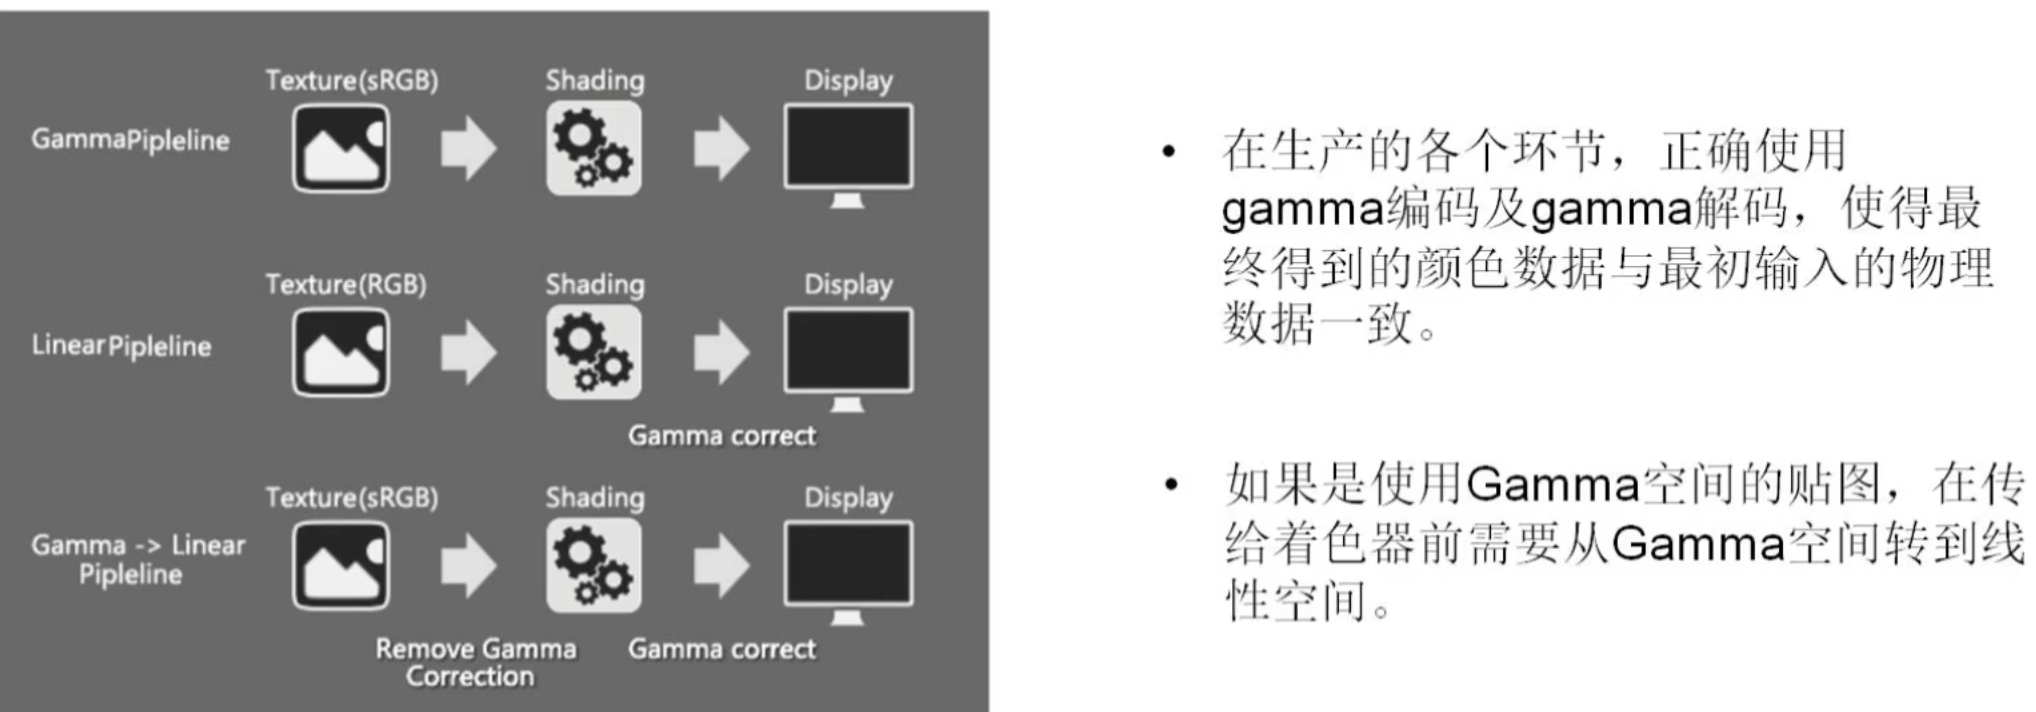 Texture(sRGB) Shading Display
GammaPipleline
Texture(RGB) Shading Display
LinearPipleline
Gamma correct
Texture(sRGB) Shading Display
Gamma -> Linear
Pipleline
Remove Gamma
Correction
Gamma correct
• 在生产的各个环节，正确使用
gamma编码及gamma解码，使得最
终得到的颜色数据与最初输入的物理
数据一致。
• 如果是使用Gamma空间的贴图，在传
给着色器前需要从Gamma空间转到线
性空间。